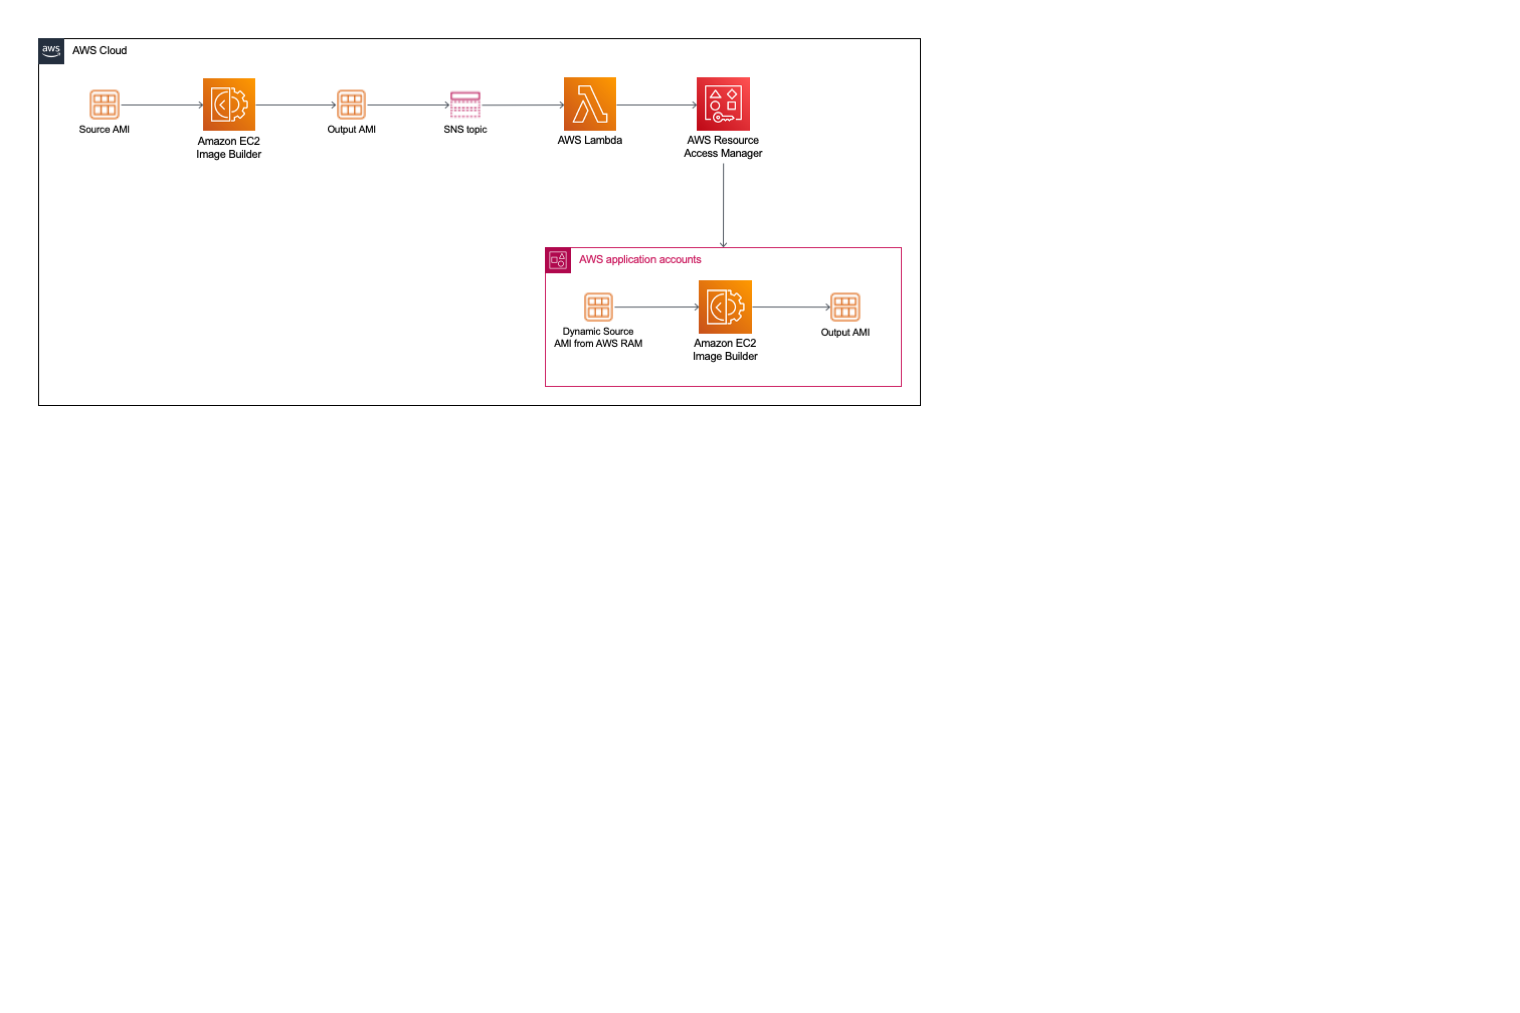 aws
AWS Cloud
Source AMI
Amazon EC2
Image Builder
Output AMI
SNS topic
AWS Lambda
AWS Resource
Access Manager
AWS application accounts
Dynamic Source
AMI from AWS RAM
Amazon EC2
Image Builder
Output AMI